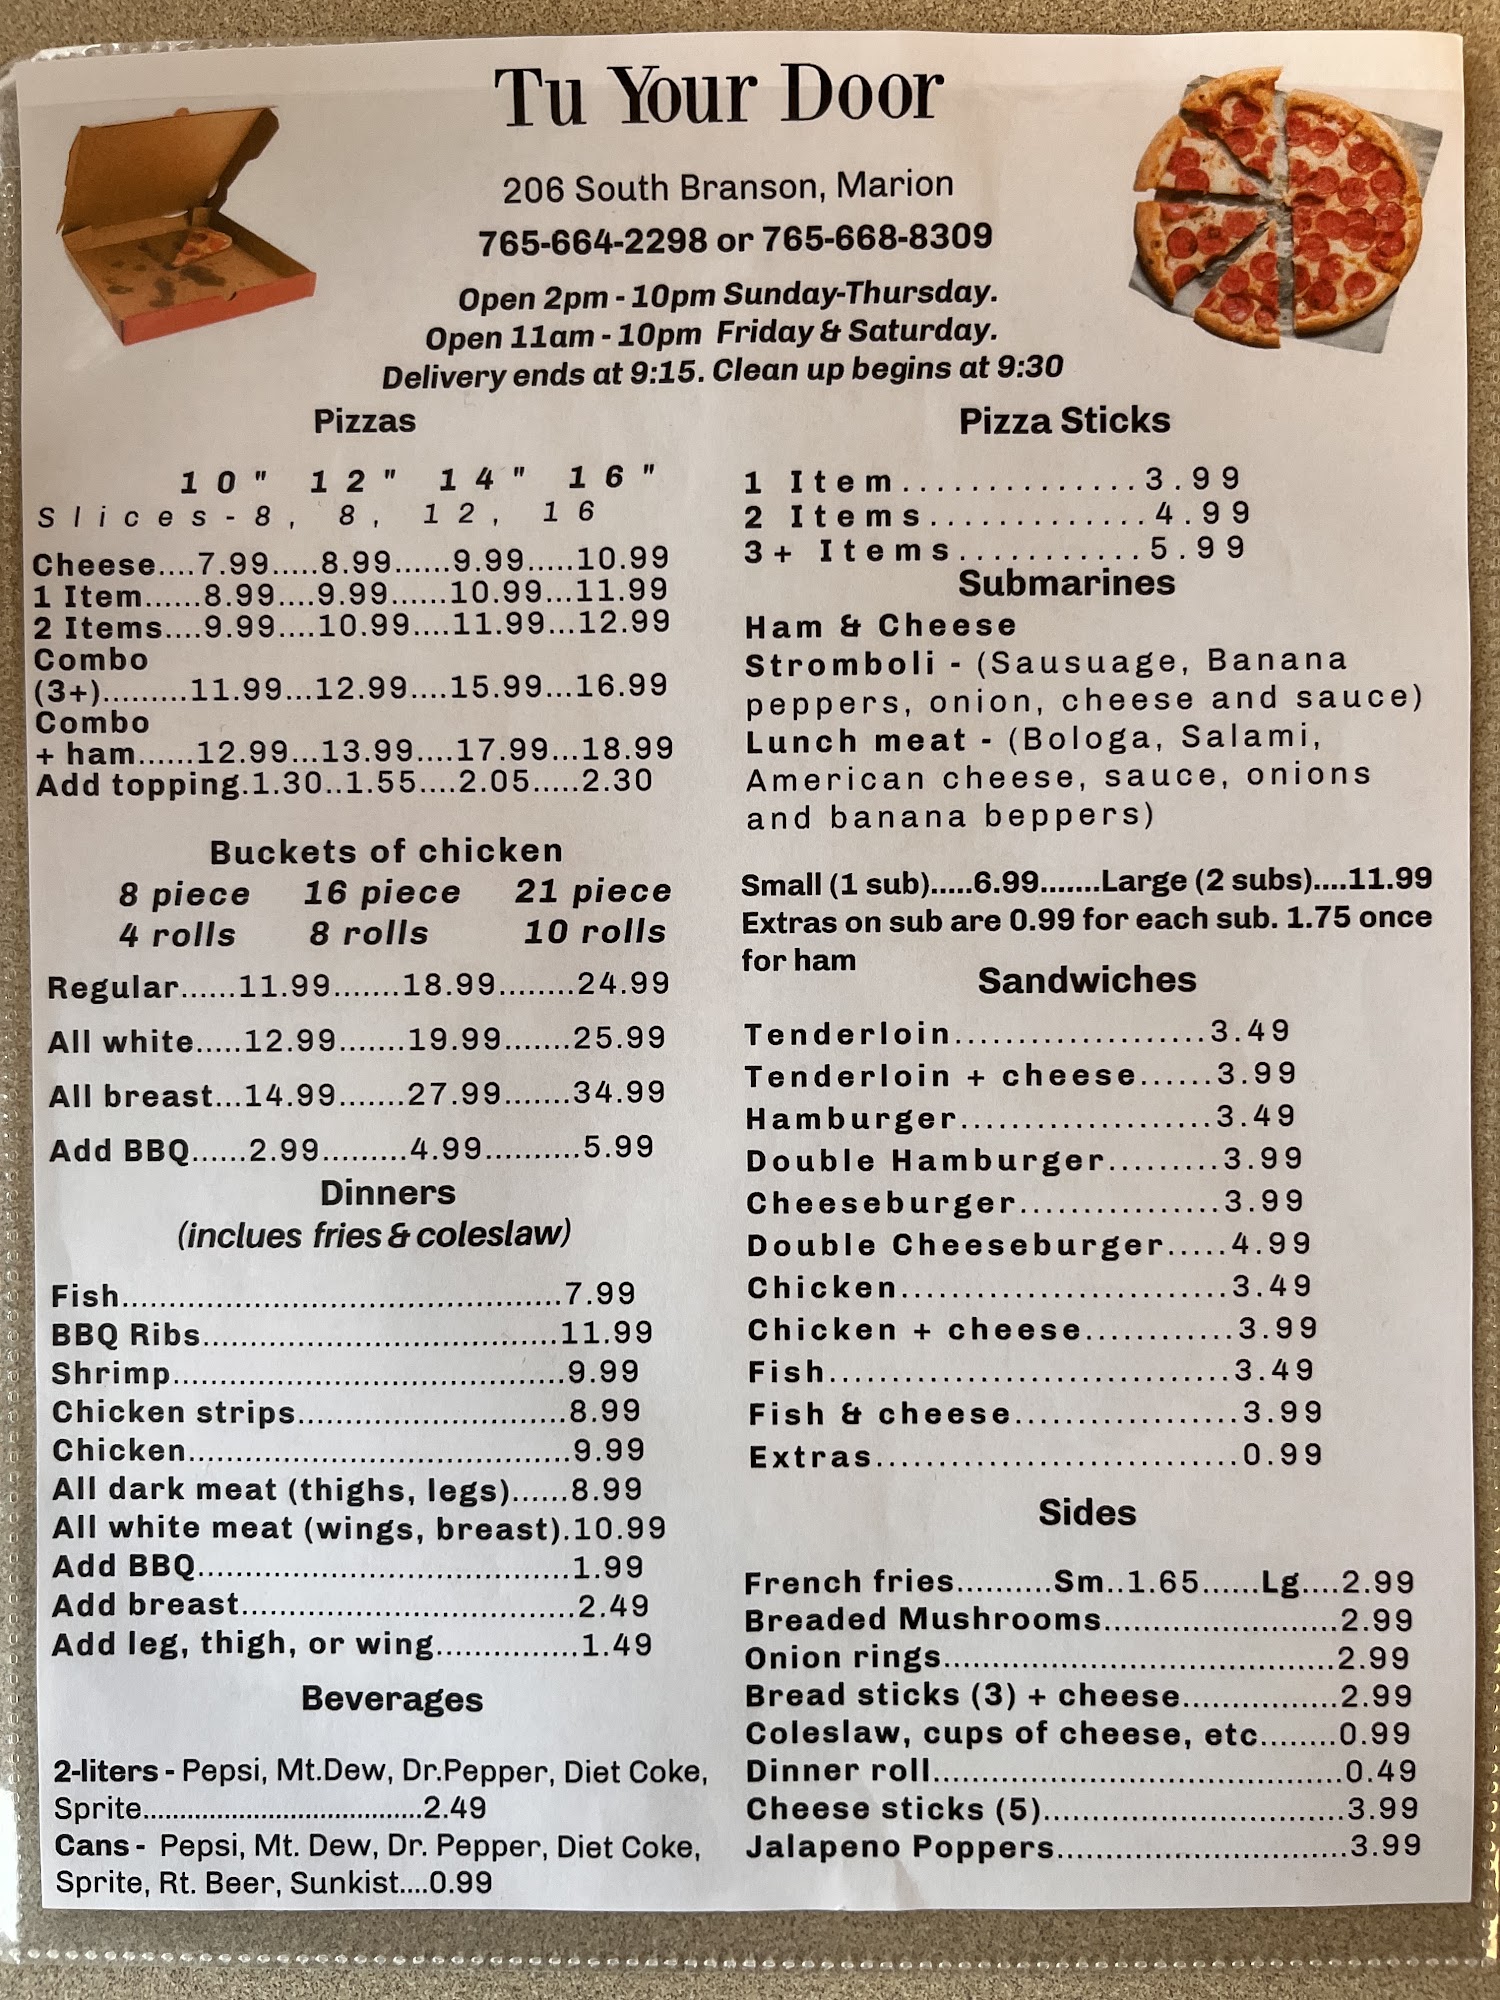 Tu Your Door
206 South Branson, Marion
765-664-2298 or 765-668-8309
Open 2pm - 10pm Sunday-Thursday.
Open 11am - 10pm Friday & Saturday.
Delivery ends at 9:15. Clean up begins at 9:30
Pizzas
10" 12" 14" 16"
Slices-8, 8, 12, 16
Cheese....7.99.....8.99......9.99.....10.99
1 Item......8.99....9.99......10.99...11.99
2 Items....9.99....10.99....11.99...12.99
Combo
(3+).........11.99...12.99....15.99...16.99
Combo
+ ham......12.99...13.99....17.99...18.99
Add topping.1.30..1.55....2.05.....2.30
Buckets of chicken
8 piece 16 piece 21 piece
4 rolls 8 rolls 10 rolls
Regular......11.99.......18.99........24.99
All white.....12.99.......19.99.......25.99
All breast...14.99.......27.99.......34.99
Add BBQ......2.99.........4.99..........5.99
Dinners
(inclues fries & coleslaw)
Fish...............................................7.99
BBQ Ribs......................................11.99
Shrimp..........................................9.99
Chicken strips............................8.99
Chicken.........................................9.99
All dark meat (thighs, legs)......8.99
All white meat (wings, breast).10.99
Add BBQ........................................1.99
Add breast...................................2.49
Add leg, thigh, or wing...............1.49
Beverages
2-liters - Pepsi, Mt.Dew, Dr.Pepper, Diet Coke,
Sprite......................................2.49
Cans - Pepsi, Mt. Dew, Dr. Pepper, Diet Coke,
Sprite, Rt. Beer, Sunkist....0.99
Pizza Sticks
1 Item..............3.99
2 Items.............4.99
3+ Items...........5.99
Submarines
Ham & Cheese
Stromboli - (Sausuage, Banana
peppers, onion, cheese and sauce)
Lunch meat - (Bologa, Salami,
American cheese, sauce, onions
and banana beppers)
Small (1 sub).....6.99.......Large (2 subs)....11.99
Extras on sub are 0.99 for each sub. 1.75 once
for ham
Sandwiches
Tenderloin....................3.49
Tenderloin + cheese......3.99
Hamburger....................3.49
Double Hamburger.........3.99
Cheeseburger................3.99
Double Cheeseburger.....4.99
Chicken..........................3.49
Chicken + cheese............3.99
Fish................................3.49
Fish & cheese..................3.99
Extras.............................0.99
Sides
French fries..........Sm..1.65......Lg....2.99
Breaded Mushrooms........................2.99
Onion rings........................................2.99
Bread sticks (3) + cheese................2.99
Coleslaw, cups of cheese, etc........0.99
Dinner roll..........................................0.49
Cheese sticks (5)...............................3.99
Jalapeno Poppers..............................3.99